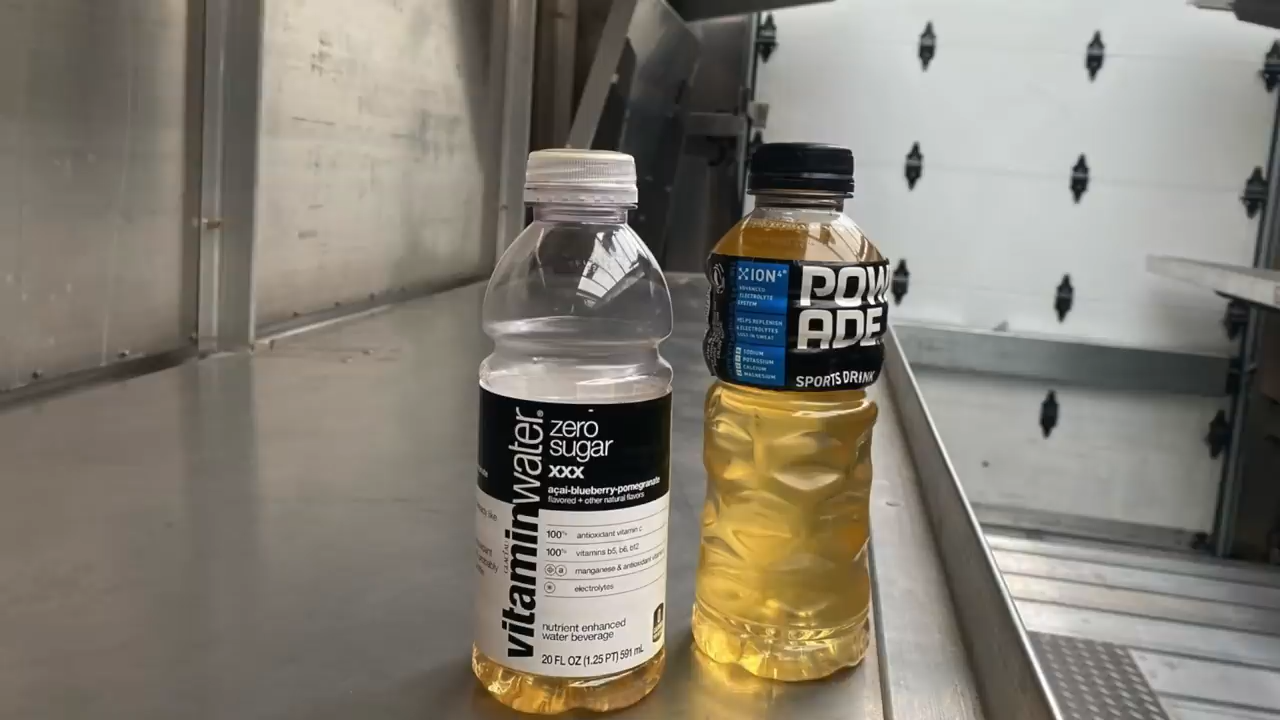 vitaminwater®
GLACÉAU
zero
sugar
xxx
açai-blueberry-pomegranate
flavored + other natural flavors
100% antioxidant vitamin c
100% vitamins b5, b6, b12
manganese & antioxidant
electrolytes
nutrient enhanced
water beverage
20 FL OZ (1.25 PT) 591 mL
ION4
ADVANCED
ELECTROLYTE
SYSTEM
HELPS REPLENISH
4 ELECTROLYTES
LOST IN SWEAT
SODIUM
POTASSIUM
CALCIUM
MAGNESIUM
POW
ADE
SPORTS DRINK